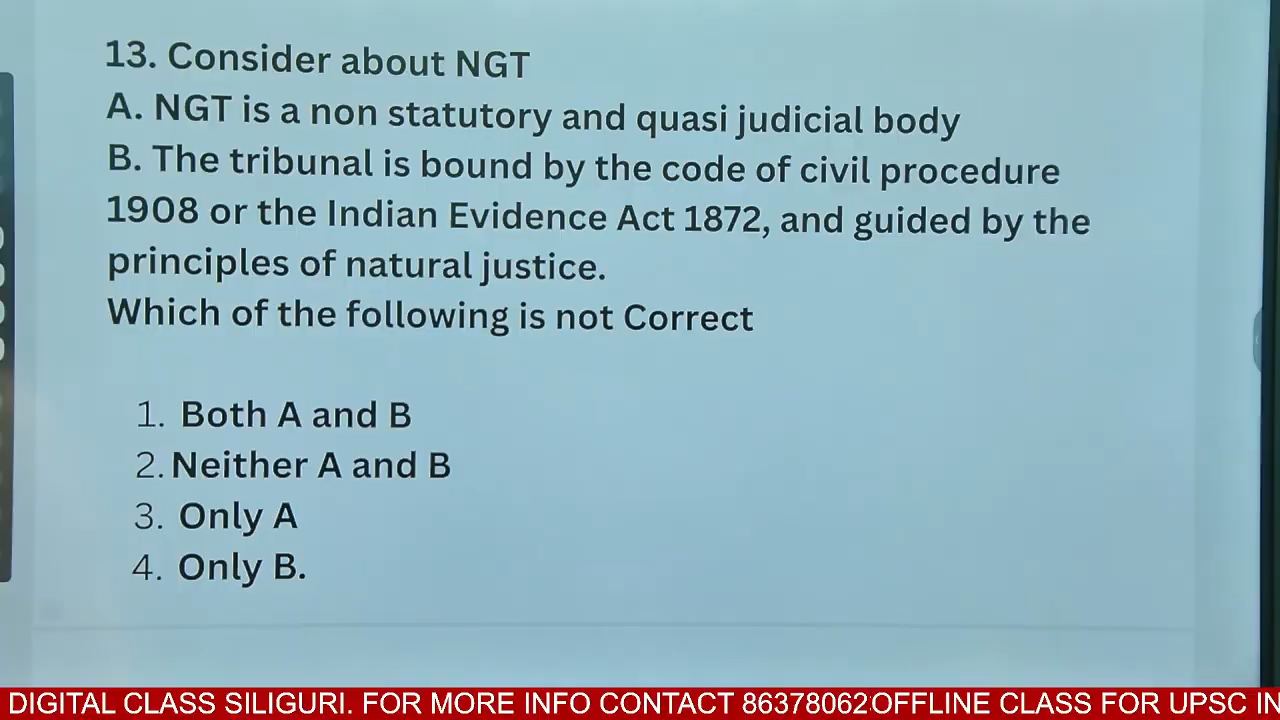 13. Consider about NGT
A. NGT is a non statutory and quasi judicial body
B. The tribunal is bound by the code of civil procedure
1908 or the Indian Evidence Act 1872, and guided by the
principles of natural justice.
Which of the following is not Correct
1. Both A and B
2. Neither A and B
3. Only A
4. Only B.
DIGITAL CLASS SILIGURI. FOR MORE INFO CONTACT 86378062 OFFLINE CLASS FOR UPSC IN